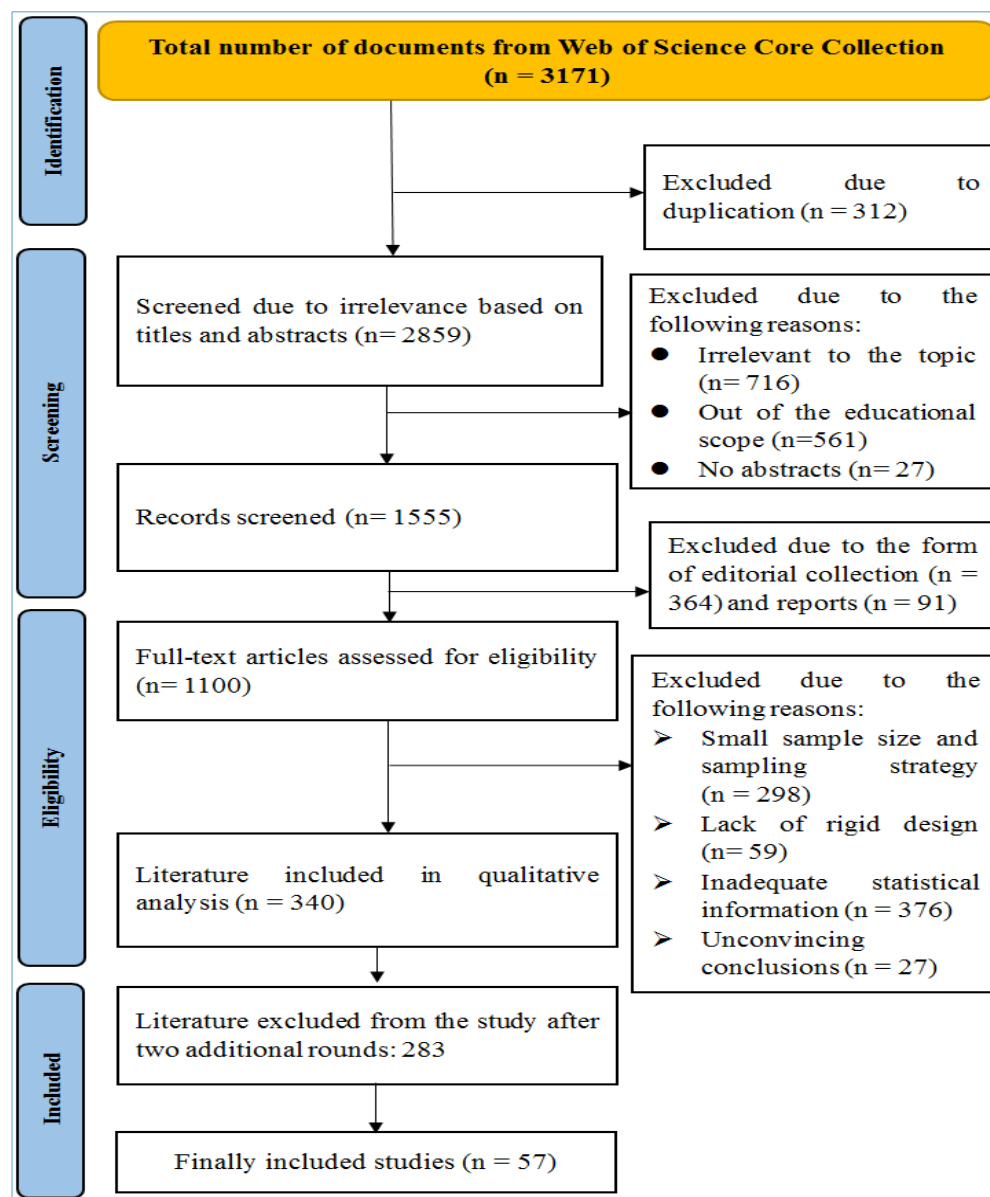 Identification
Total number of documents from Web of Science Core Collection
(n = 3171)
Excluded due to
duplication (n = 312)
Screening
Screened due to irrelevance based on
titles and abstracts (n= 2859)
Excluded due to the
following reasons:
● Irrelevant to the topic
(n= 716)
● Out of the educational
scope (n=561)
● No abstracts (n= 27)
Records screened (n= 1555)
Excluded due to the form
of editorial collection (n =
364) and reports (n = 91)
Eligibility
Full-text articles assessed for eligibility
(n= 1100)
Excluded due to the
following reasons:
➢ Small sample size and
sampling strategy
(n = 298)
➢ Lack of rigid design
(n= 59)
➢ Inadequate statistical
information (n = 376)
➢ Unconvincing
conclusions (n = 27)
Literature included in qualitative
analysis (n = 340)
Included
Literature excluded from the study after
two additional rounds: 283
Finally included studies (n = 57)